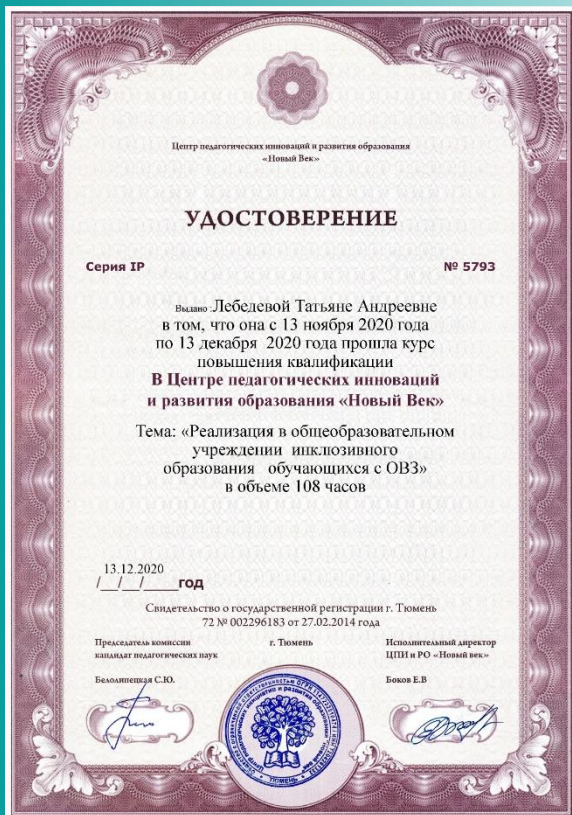 Центр педагогических инноваций и развития образования
«Новый Век»
УДОСТОВЕРЕНИЕ
Серия IP № 5793
Выдано Лебедевой Татьяне Андреевне
в том, что она с 13 ноября 2020 года
по 13 декабря 2020 года прошла курс
повышения квалификации
В Центре педагогических инноваций
и развития образования «Новый Век»
Тема: «Реализация в общеобразовательном
учреждении инклюзивного
образования обучающихся с ОВЗ»
в объеме 108 часов
13.12.2020
/__/__/____год
Свидетельство о государственной регистрации г. Тюмень
72 № 002296183 от 27.02.2014 года
Председатель комиссии г. Тюмень Исполнительный директор
кандидат педагогических наук ЦПИ и РО «Новый век»
Белолипецкая С.Ю. Боков Е.В
ТЮМЕНЬ